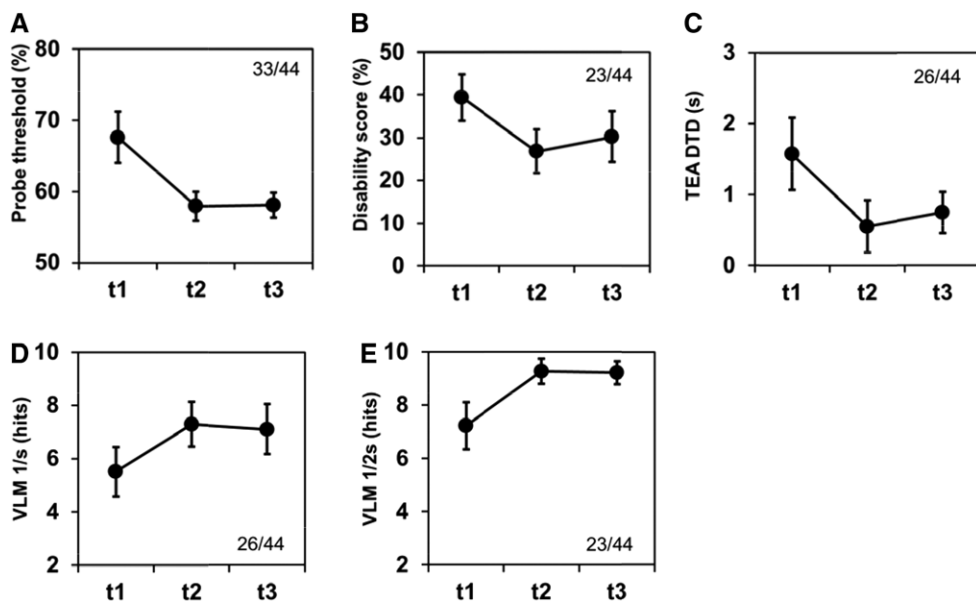 A
Probe threshold (%)
80
70
60
50
33/44
t1 t2 t3
B
Disability score (%)
50
40
30
20
10
0
23/44
t1 t2 t3
C
TEA DTD (s)
3
2
1
0
26/44
t1 t2 t3
D
VLM 1/s (hits)
10
8
6
4
2
26/44
t1 t2 t3
E
VLM 1/2s (hits)
10
8
6
4
2
23/44
t1 t2 t3